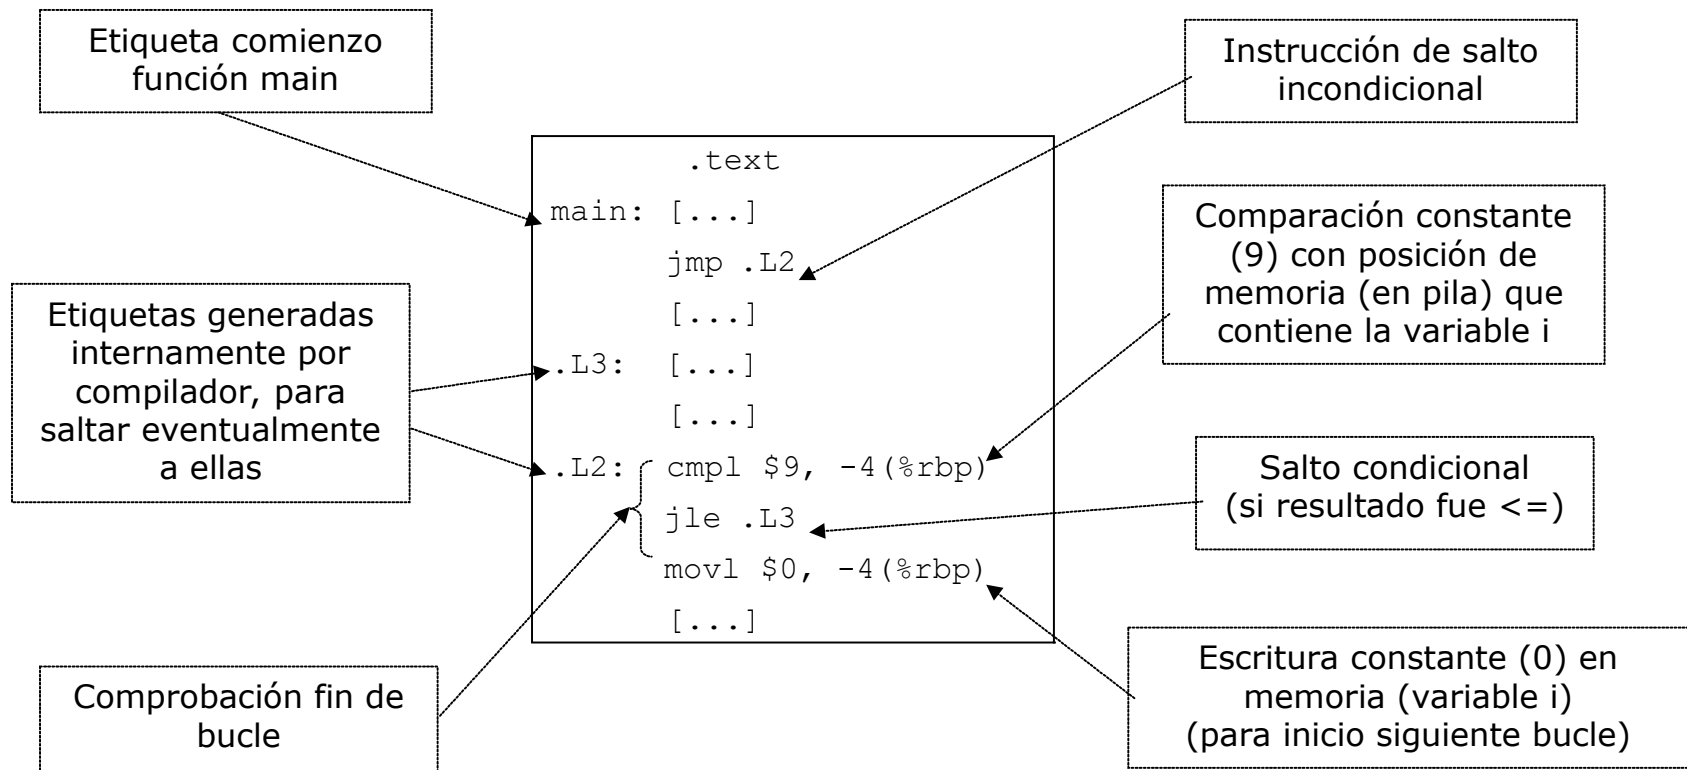 Etiqueta comienzo
función main
Instrucción de salto
incondicional
.text
main: [...]
jmp .L2
[...]
.L3: [...]
[...]
.L2: cmpl $9, -4(%rbp)
jle .L3
movl $0, -4(%rbp)
[...]
Comparación constante
(9) con posición de
memoria (en pila) que
contiene la variable i
Etiquetas generadas
internamente por
compilador, para
saltar eventualmente
a ellas
Salto condicional
(si resultado fue <=)
Comprobación fin de
bucle
Escritura constante (0) en
memoria (variable i)
(para inicio siguiente bucle)